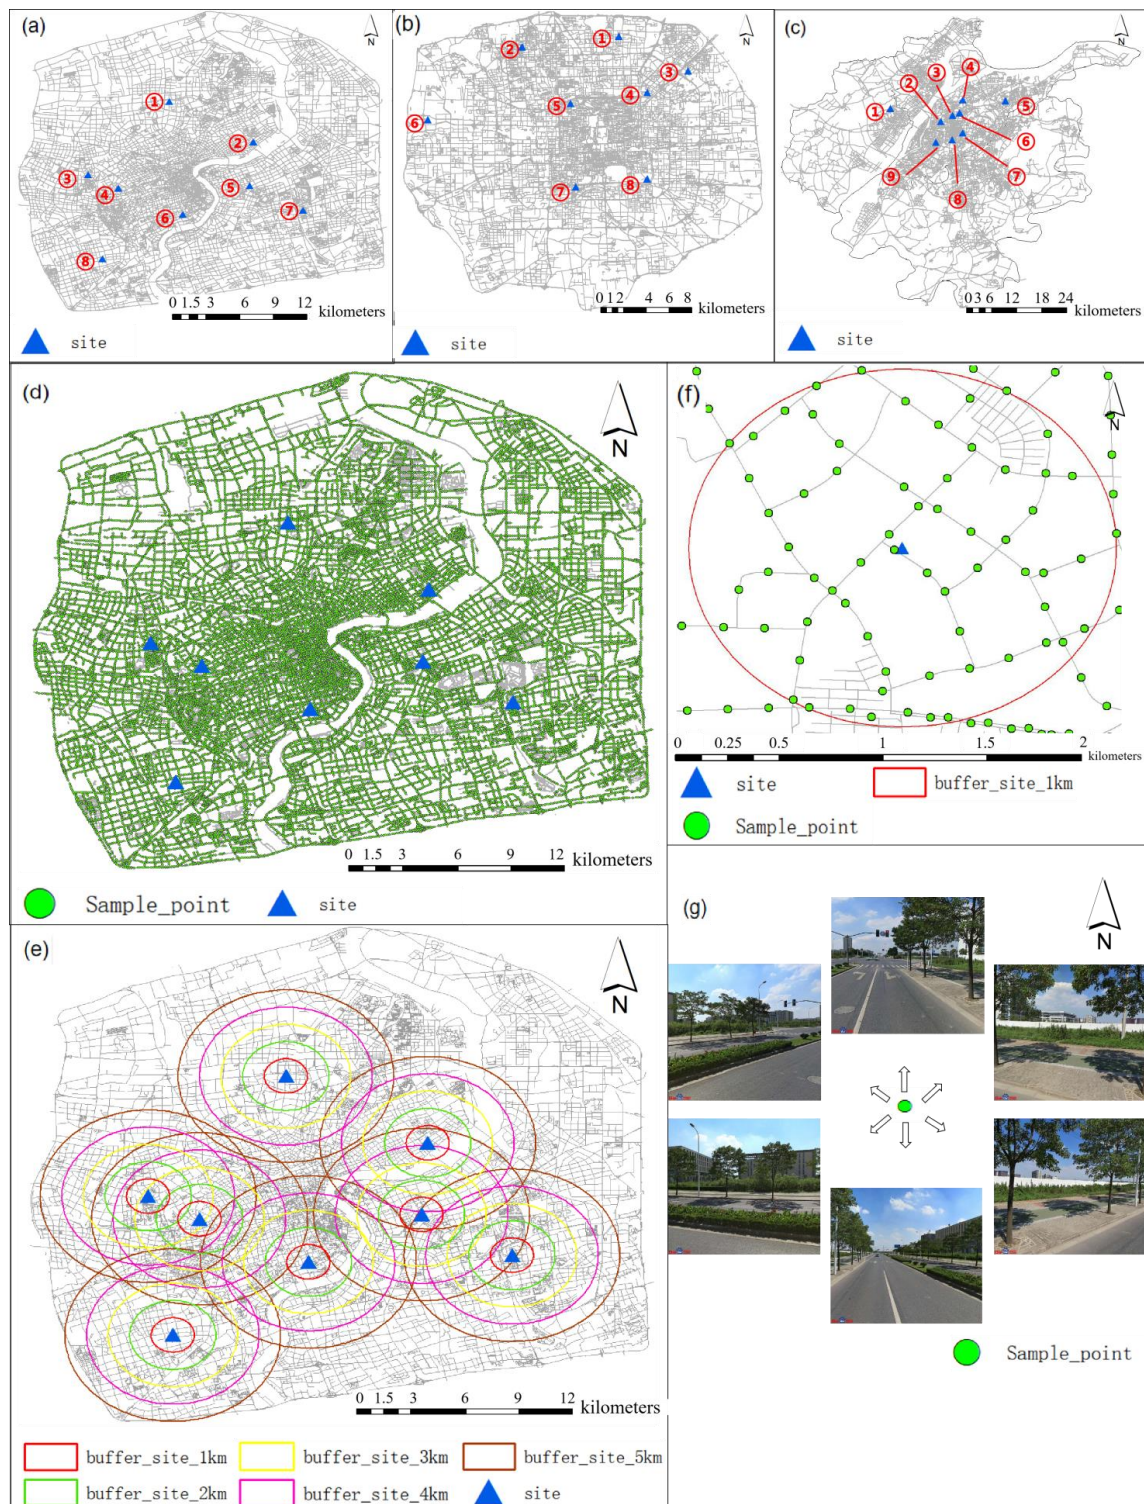 (a)
N
①
②
③
④
⑤
⑥
⑦
⑧
0 1.5 3 6 9 12
kilometers
site
(b)
N
①
②
③
④
⑤
⑥
⑦
⑧
0 1 2 4 6 8
kilometers
site
(c)
N
①
②
③
④
⑤
⑥
⑦
⑧
⑨
0 3 6 12 18 24
kilometers
site
(d)
N
0 1.5 3 6 9 12
kilometers
Sample_point
site
(f)
N
0 0.25 0.5 1 1.5 2
kilometers
site
buffer_site_1km
Sample_point
(e)
N
0 1.5 3 6 9 12
kilometers
buffer_site_1km
buffer_site_3km
buffer_site_5km
buffer_site_2km
buffer_site_4km
site
(g)
N
Sample_point